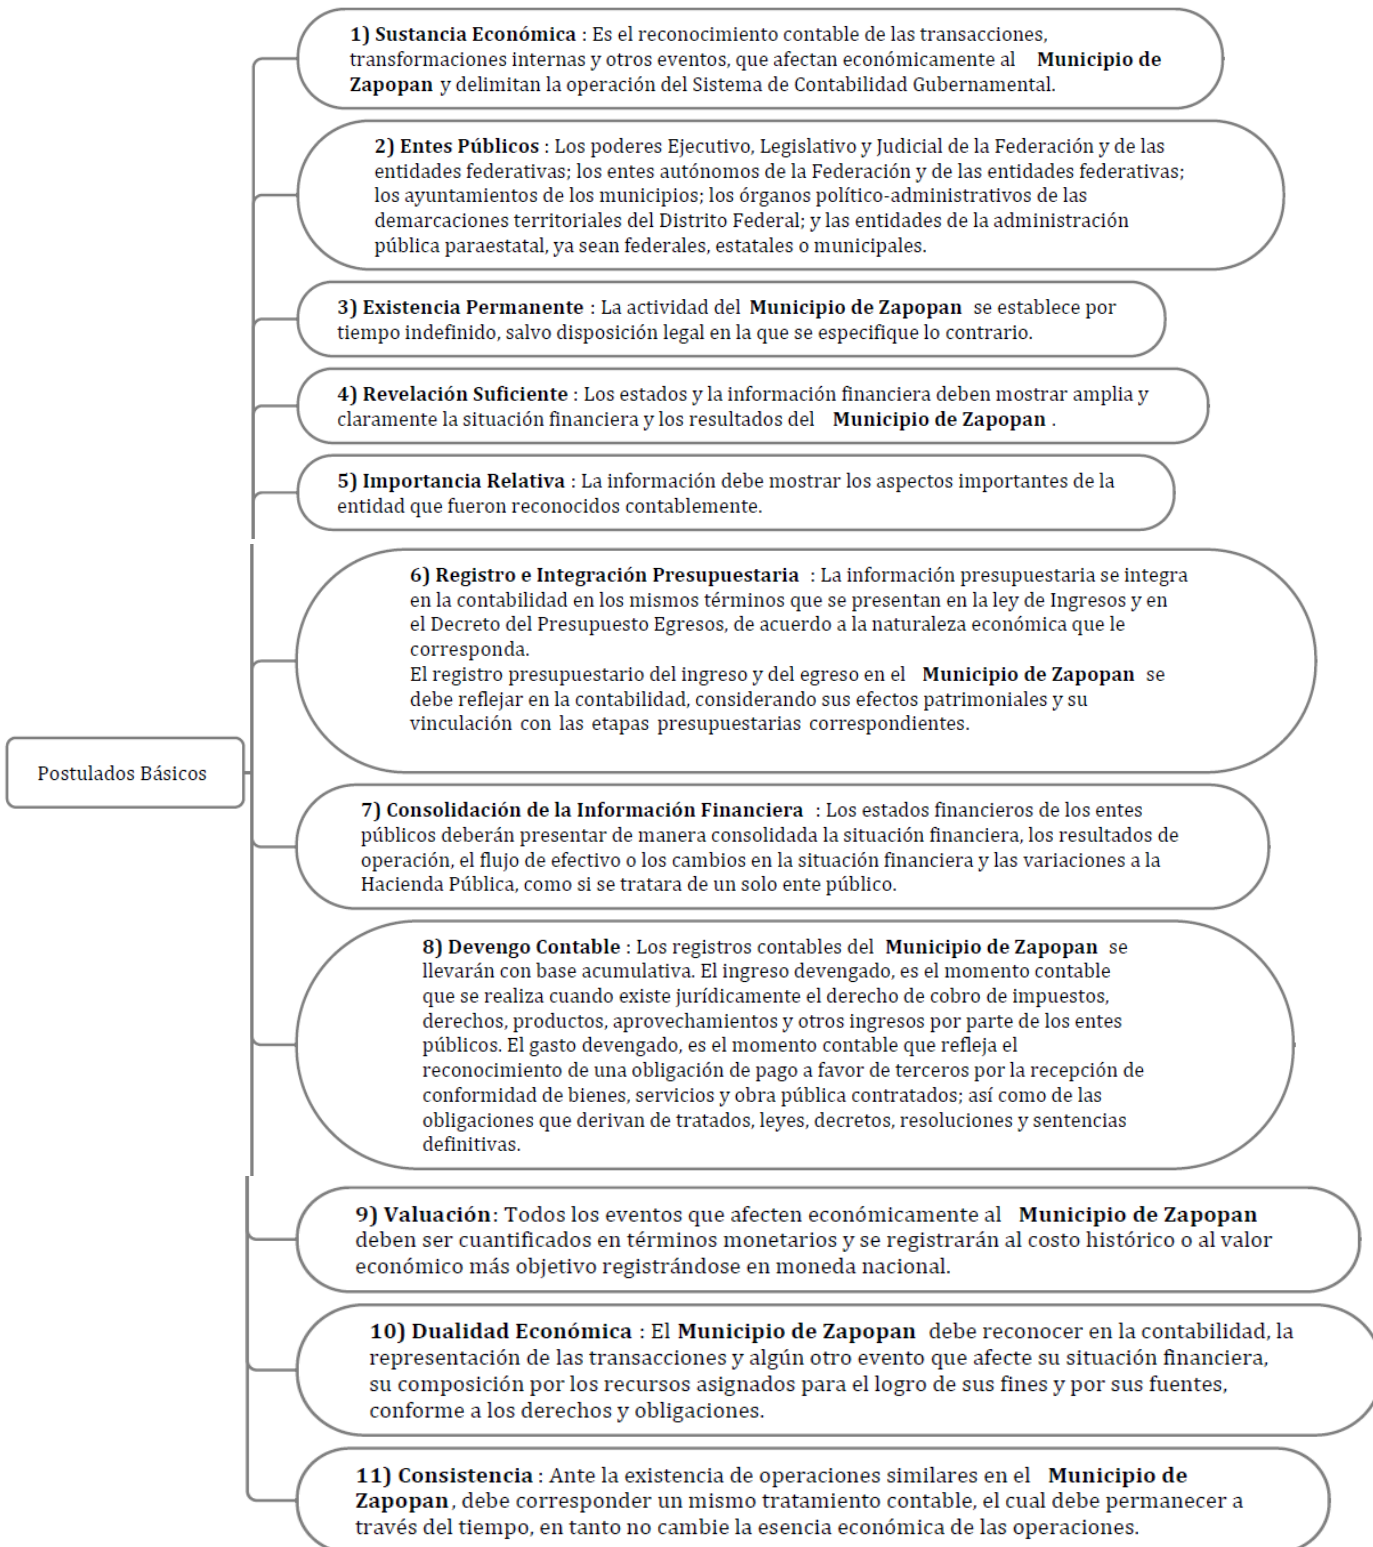 1) Sustancia Económica : Es el reconocimiento contable de las transacciones,
transformaciones internas y otros eventos, que afectan económicamente al Municipio de
Zapopan y delimitan la operación del Sistema de Contabilidad Gubernamental.
2) Entes Públicos : Los poderes Ejecutivo, Legislativo y Judicial de la Federación y de las
entidades federativas; los entes autónomos de la Federación y de las entidades federativas;
los ayuntamientos de los municipios; los órganos político-administrativos de las
demarcaciones territoriales del Distrito Federal; y las entidades de la administración
pública paraestatal, ya sean federales, estatales o municipales.
3) Existencia Permanente : La actividad del Municipio de Zapopan se establece por
tiempo indefinido, salvo disposición legal en la que se especifique lo contrario.
4) Revelación Suficiente : Los estados y la información financiera deben mostrar amplia y
claramente la situación financiera y los resultados del Municipio de Zapopan .
5) Importancia Relativa : La información debe mostrar los aspectos importantes de la
entidad que fueron reconocidos contablemente.
6) Registro e Integración Presupuestaria : La información presupuestaria se integra
en la contabilidad en los mismos términos que se presentan en la ley de Ingresos y en
el Decreto del Presupuesto Egresos, de acuerdo a la naturaleza económica que le
corresponda.
El registro presupuestario del ingreso y del egreso en el Municipio de Zapopan se
debe reflejar en la contabilidad, considerando sus efectos patrimoniales y su
vinculación con las etapas presupuestarias correspondientes.
Postulados Básicos
7) Consolidación de la Información Financiera : Los estados financieros de los entes
públicos deberán presentar de manera consolidada la situación financiera, los resultados de
operación, el flujo de efectivo o los cambios en la situación financiera y las variaciones a la
Hacienda Pública, como si se tratara de un solo ente público.
8) Devengo Contable : Los registros contables del Municipio de Zapopan se
llevarán con base acumulativa. El ingreso devengado, es el momento contable
que se realiza cuando existe jurídicamente el derecho de cobro de impuestos,
derechos, productos, aprovechamientos y otros ingresos por parte de los entes
públicos. El gasto devengado, es el momento contable que refleja el
reconocimiento de una obligación de pago a favor de terceros por la recepción de
conformidad de bienes, servicios y obra pública contratados; así como de las
obligaciones que derivan de tratados, leyes, decretos, resoluciones y sentencias
definitivas.
9) Valuación: Todos los eventos que afecten económicamente al Municipio de Zapopan
deben ser cuantificados en términos monetarios y se registrarán al costo histórico o al valor
económico más objetivo registrándose en moneda nacional.
10) Dualidad Económica : El Municipio de Zapopan debe reconocer en la contabilidad, la
representación de las transacciones y algún otro evento que afecte su situación financiera,
su composición por los recursos asignados para el logro de sus fines y por sus fuentes,
conforme a los derechos y obligaciones.
11) Consistencia : Ante la existencia de operaciones similares en el Municipio de
Zapopan, debe corresponder un mismo tratamiento contable, el cual debe permanecer a
través del tiempo, en tanto no cambie la esencia económica de las operaciones.